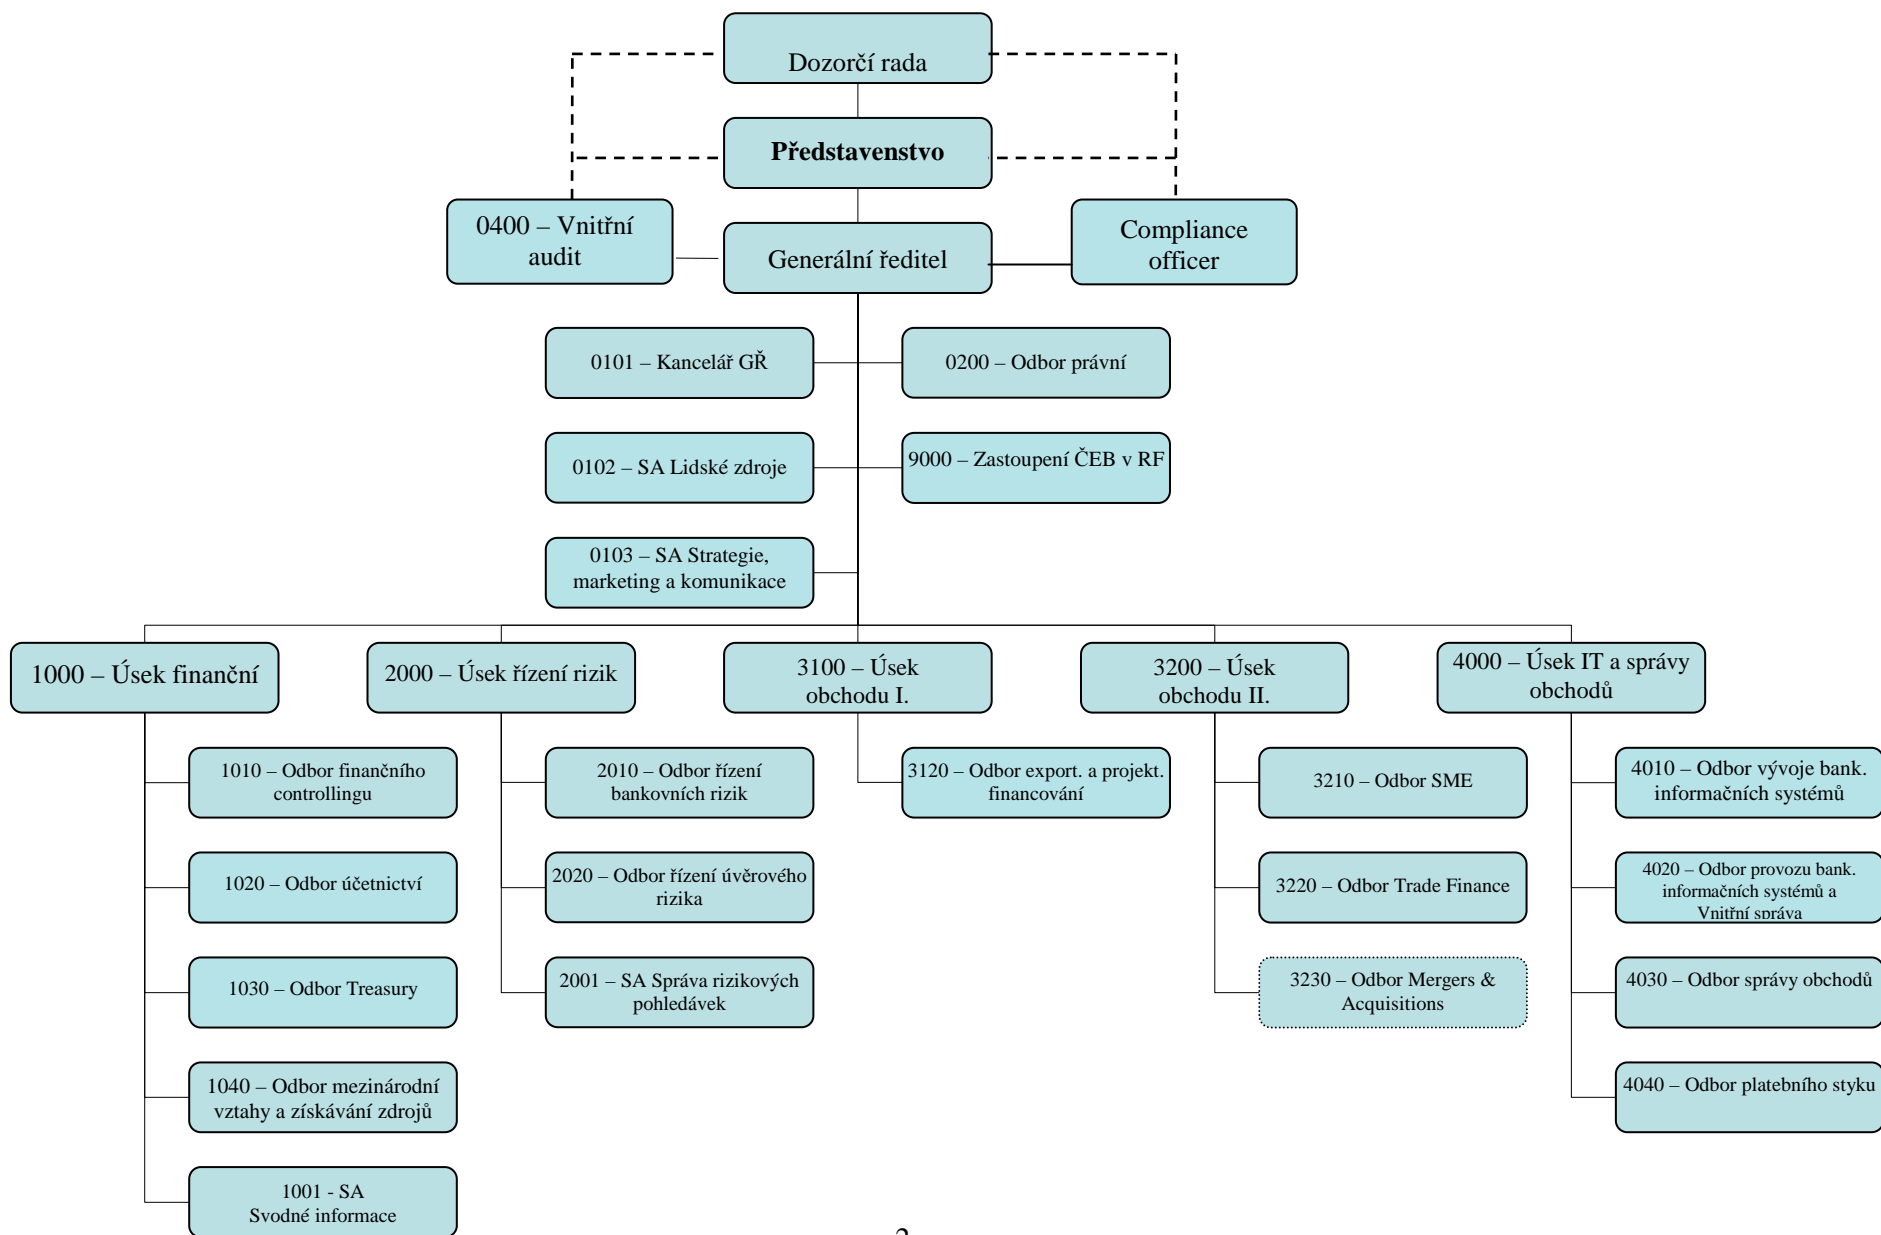 Dozorčí rada
Představenstvo
0400 – Vnitřní
audit
Generální ředitel
Compliance
officer
0101 – Kancelář GŘ
0200 – Odbor právní
0102 – SA Lidské zdroje
9000 – Zastoupení ČEB v RF
0103 – SA Strategie,
marketing a komunikace
1000 – Úsek finanční
2000 – Úsek řízení rizik
3100 – Úsek
obchodu I.
3200 – Úsek
obchodu II.
4000 – Úsek IT a správy
obchodů
1010 – Odbor finančního
controllingu
2010 – Odbor řízení
bankovních rizik
3120 – Odbor export. a projekt.
financování
3210 – Odbor SME
4010 – Odbor vývoje bank.
informačních systémů
1020 – Odbor účetnictví
2020 – Odbor řízení úvěrového
rizika
3220 – Odbor Trade Finance
4020 – Odbor provozu bank.
informačních systémů a
Vnitřní správa
1030 – Odbor Treasury
2001 – SA Správa rizikových
pohledávek
3230 – Odbor Mergers &
Acquisitions
4030 – Odbor správy obchodů
1040 – Odbor mezinárodní
vztahy a získávání zdrojů
4040 – Odbor platebního styku
1001 - SA
Svodné informace